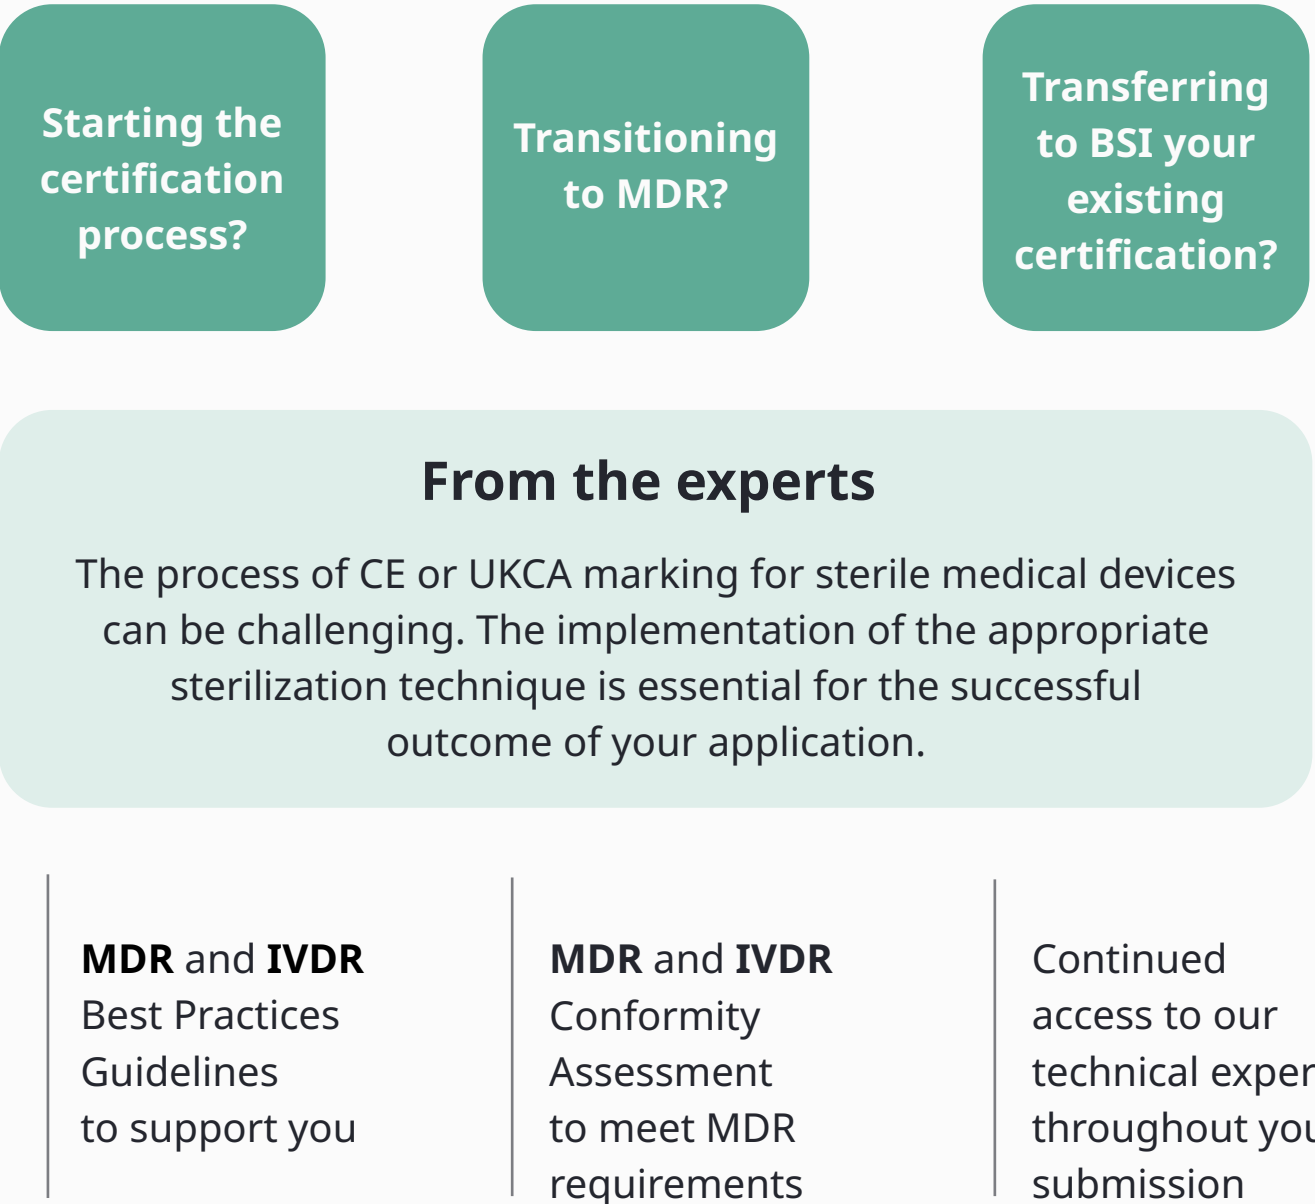 Starting the
certification
process?
Transitioning
to MDR?
Transferring
to BSI your
existing
certification?
From the experts
The process of CE or UKCA marking for sterile medical devices
can be challenging. The implementation of the appropriate
sterilization technique is essential for the successful
outcome of your application.
MDR and IVDR
Best Practices
Guidelines
to support you
MDR and IVDR
Conformity
Assessment
to meet MDR
requirements
Continued
access to our
technical
throughout
submission